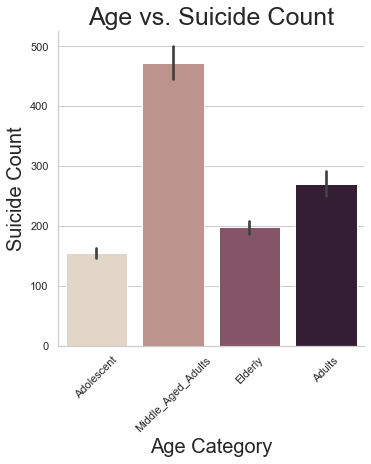 Age vs. Suicide Count
Suicide Count
500
400
300
200
100
0
Adolescent
Middle_Aged_Adults
Elderly
Adults
Age Category